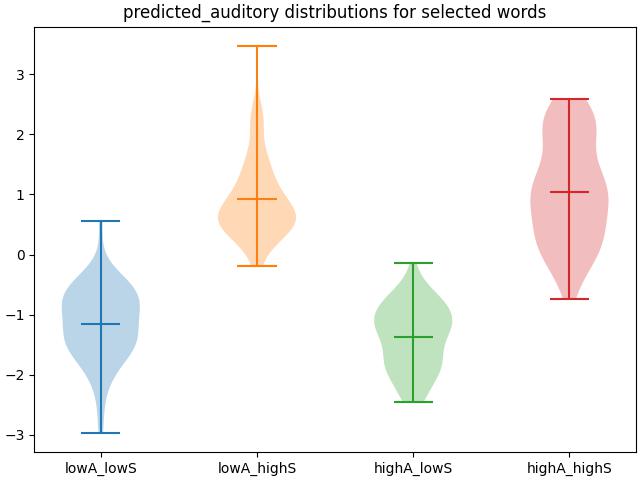 predicted_auditory distributions for selected words
3
2
1
0
−1
−2
−3
lowA_lowS
lowA_highS
highA_lowS
highA_highS